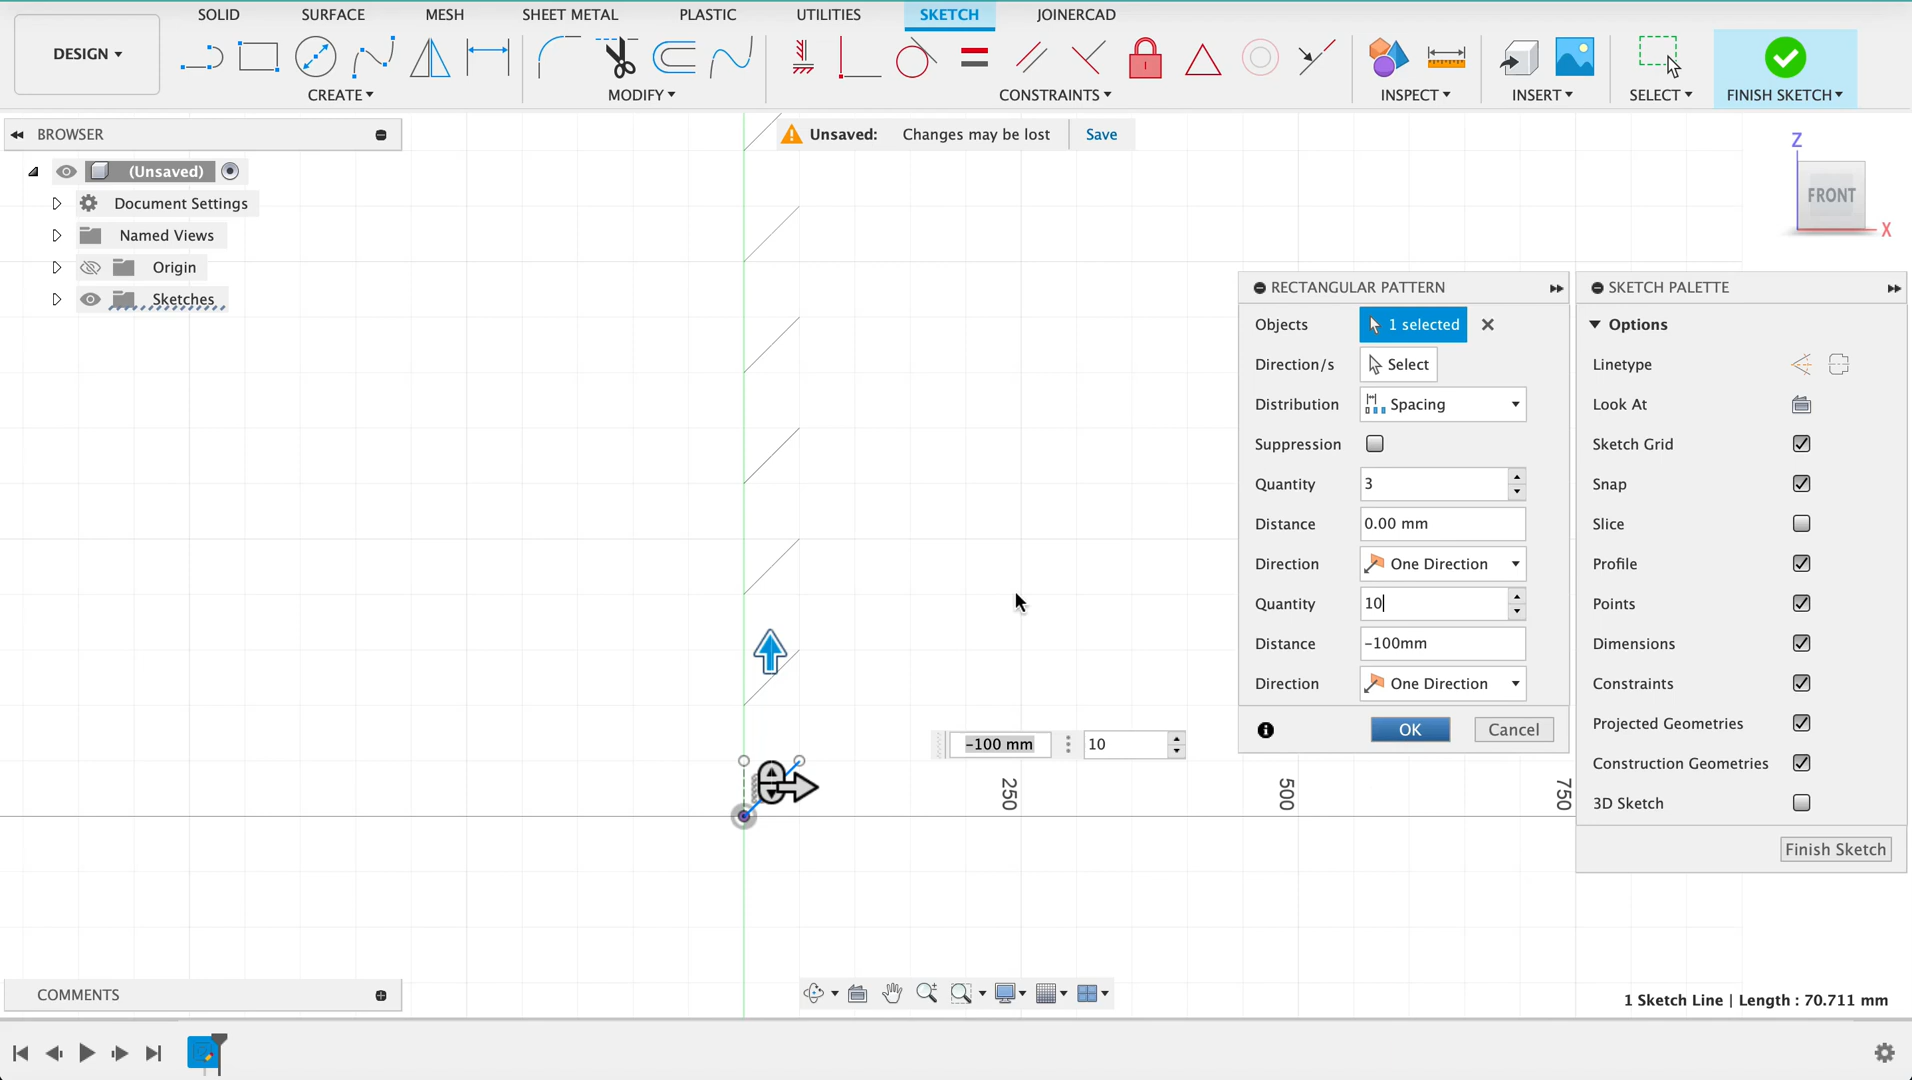 SOLID SURFACE MESH SHEET METAL PLASTIC UTILITIES SKETCH JOINERCAD
DESIGN
CREATE MODIFY CONSTRAINTS INSPECT INSERT SELECT FINISH SKETCH
BROWSER
Unsaved: Changes may be lost Save
(Unsaved)
Document Settings
Named Views
Origin
Sketches
Z
FRONT
X
RECTANGULAR PATTERN
Objects 1 selected
Direction/s Select
Distribution Spacing
Suppression
Quantity 3
Distance 0.00 mm
Direction One Direction
Quantity 10
Distance -100mm
Direction One Direction
OK Cancel
SKETCH PALETTE
Options
Linetype
Look At
Sketch Grid
Snap
Slice
Profile
Points
Dimensions
Constraints
Projected Geometries
Construction Geometries
3D Sketch
Finish Sketch
-100 mm 10
250 500 750
COMMENTS
1 Sketch Line | Length : 70.711 mm